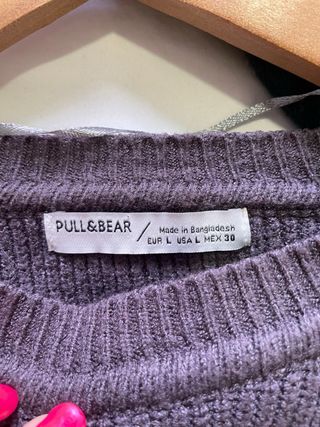 PULL&BEAR / Made in Bangladesh
EUR L USA L MEX 30